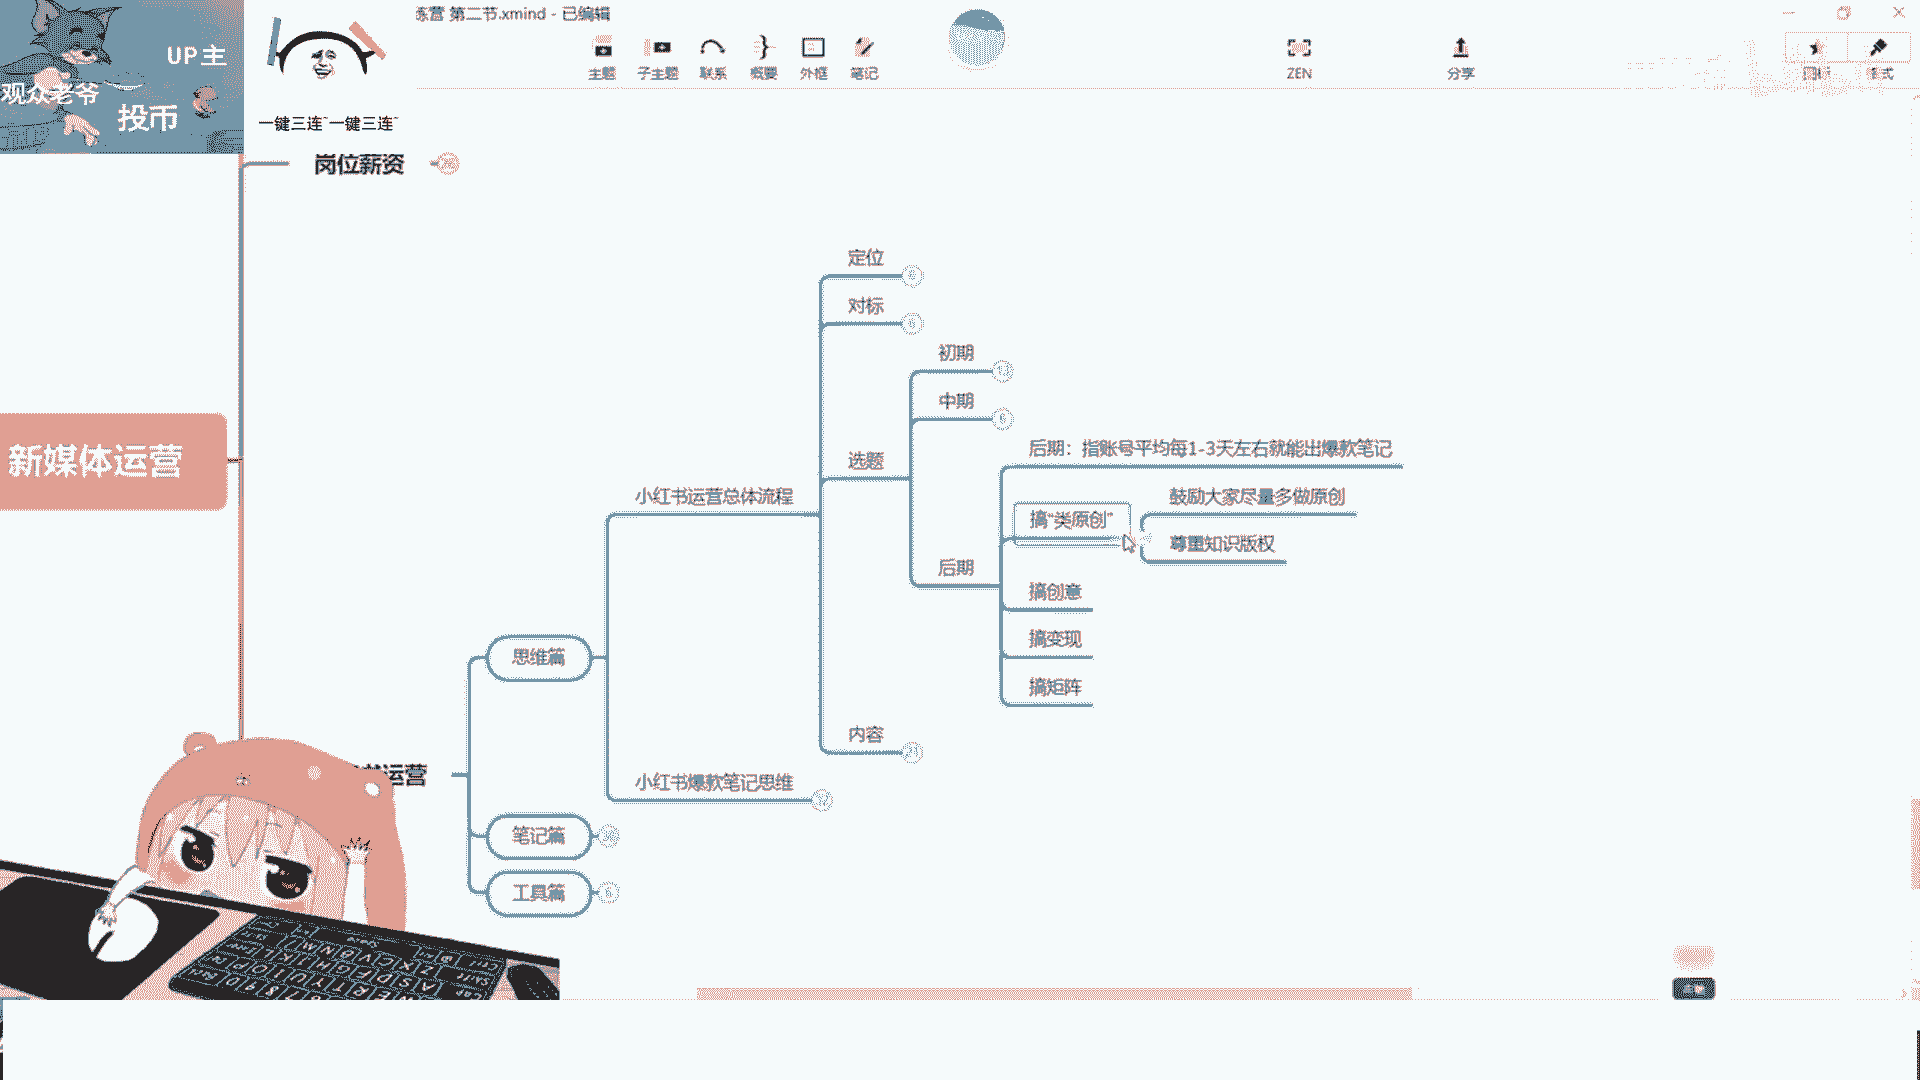 第二节.xmind - 已编辑
UP主
观众老爷
投币
一键三连~一键三连~
主题
子主题
联系
概要
外框
笔记
ZEN
分享
岗位薪资
新媒体运营
定位
对标
初期
中期
选题
后期：指账号平均每1-3天左右就能出爆款笔记
小红书运营总体流程
鼓励大家尽量多做原创
搞“类原创”
尊重知识版权
后期
搞创意
搞变现
搞矩阵
思维篇
内容
运营
小红书爆款笔记思维
笔记篇
工具篇
6